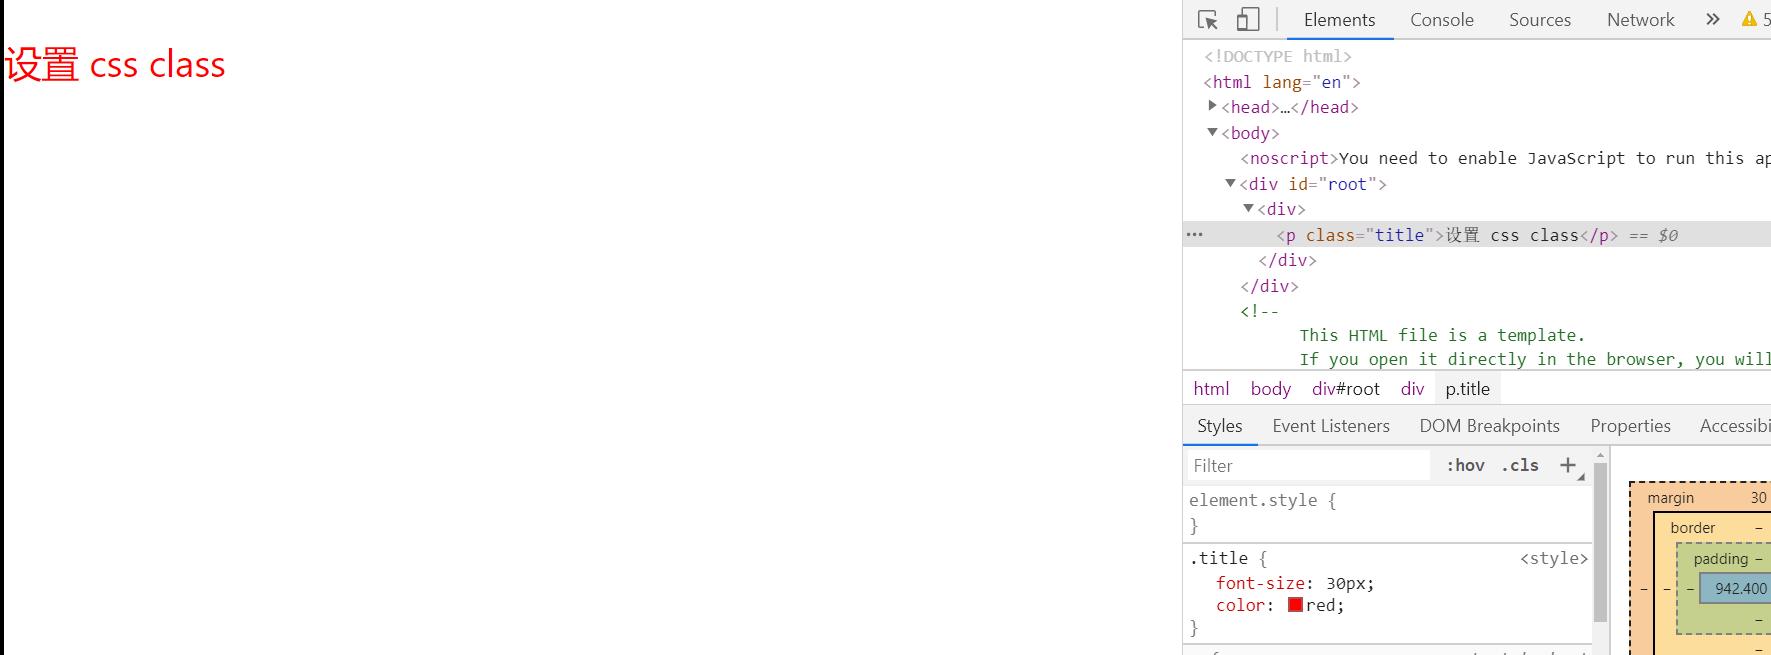 设置 css class
Elements Console Sources Network » 5
<!DOCTYPE html>
<html lang="en">
<head>…</head>
<body>
<noscript>You need to enable JavaScript to run this ap
<div id="root">
<div>
<p class="title">设置 css class</p> == $0
</div>
</div>
<!--
This HTML file is a template.
If you open it directly in the browser, you will
html body div#root div p.title
Styles Event Listeners DOM Breakpoints Properties Accessibi
Filter :hov .cls +
element.style {
}
.title { <style>
font-size: 30px;
color: red;
}
margin 30
border –
padding –
– – – 942.400
–
–